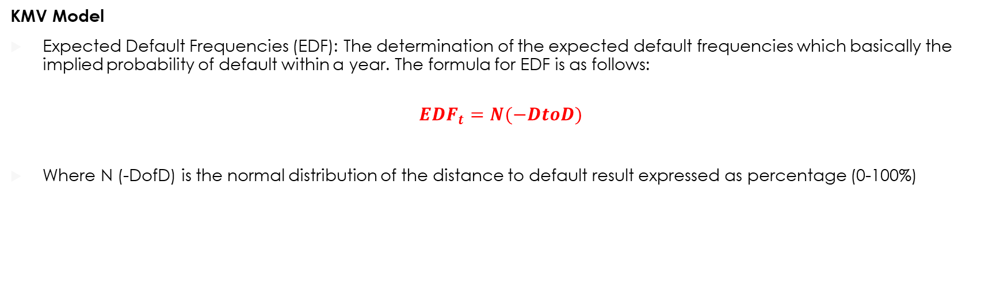 KMV Model
Expected Default Frequencies (EDF): The determination of the expected default frequencies which basically the
implied probability of default within a year. The formula for EDF is as follows:
EDFₜ = N(−DtoD)
Where N (-DofD) is the normal distribution of the distance to default result expressed as percentage (0-100%)